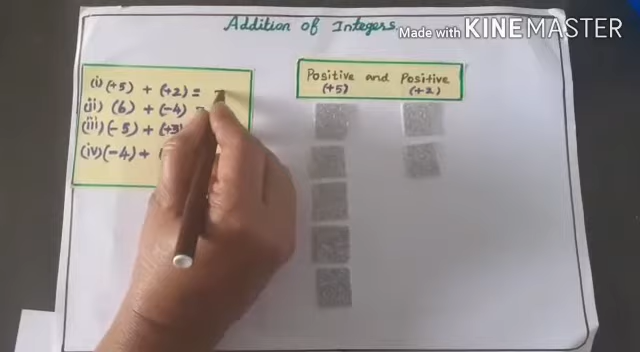 Addition of Integers
Made with KINEMASTER
(i) (+5) + (+2) =
(ii) (6) + (-4) =
(iii) (-5) + (+3)
(iv) (-4) +
Positive and Positive
(+5) (+2)